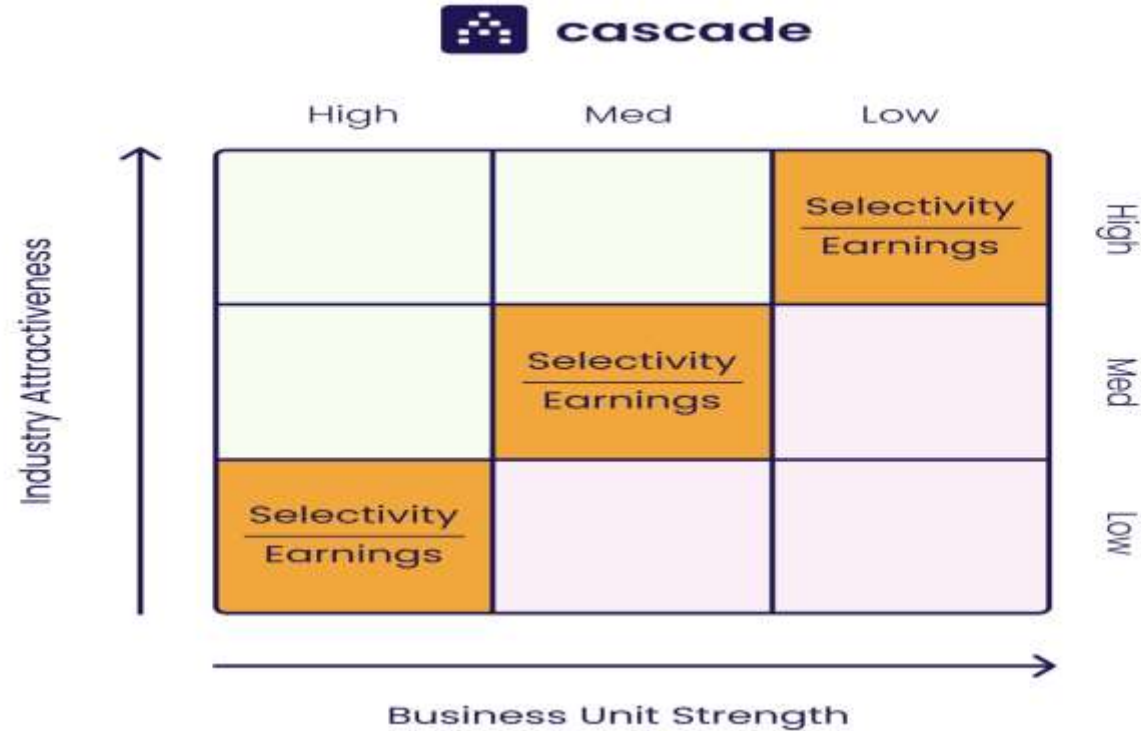 cascade
High Med Low
Selectivity
Earnings
High
Industry Attractiveness
Selectivity
Earnings
Med
Selectivity
Earnings
Low
Business Unit Strength